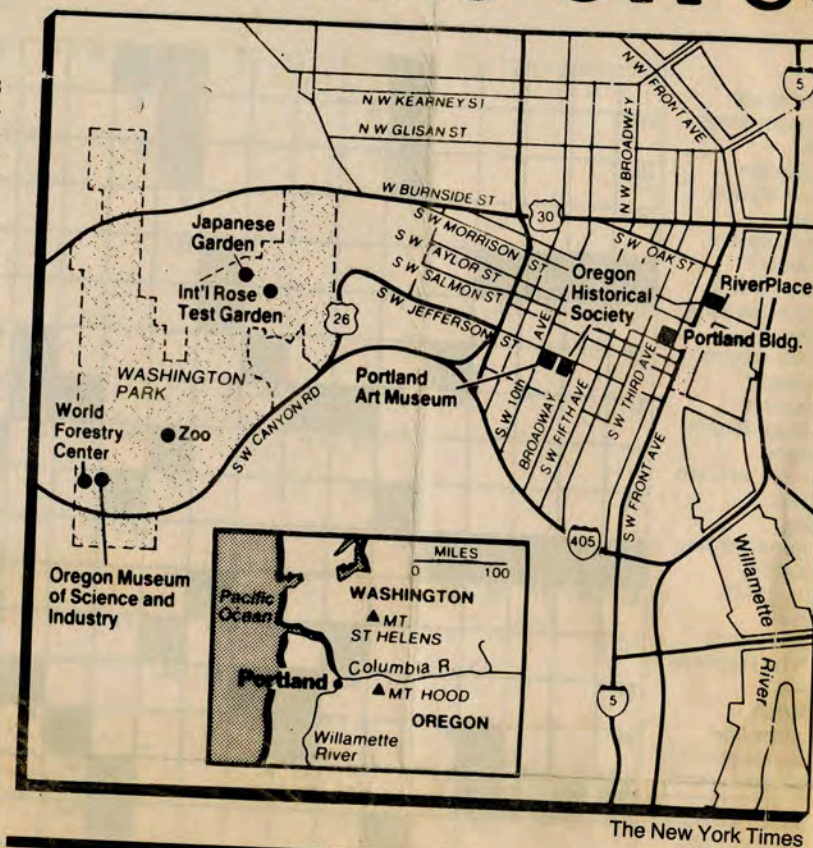 N W KEARNEY ST
N W GLISAN ST
N W BROADWAY
N W FRONT AVE
5
W BURNSIDE ST
30
Japanese
Garden
Int'l Rose
Test Garden
26
S W MORRISON ST
S W TAYLOR ST
S W SALMON ST
S W JEFFERSON ST
S W OAK ST
Oregon
Historical
Society
RiverPlace
Portland Bldg.
Portland
Art Museum
S W 10th AVE
BROADWAY
S W FIFTH AVE
S W THIRD AVE
S W FRONT AVE
WASHINGTON
PARK
World
Forestry
Center
Zoo
S W CANYON RD
Oregon Museum
of Science and
Industry
405
Willamette
River
5
MILES
0 100
Pacific
Ocean
WASHINGTON
MT
ST HELENS
Columbia R.
Portland
MT HOOD
OREGON
Willamette
River
The New York Times